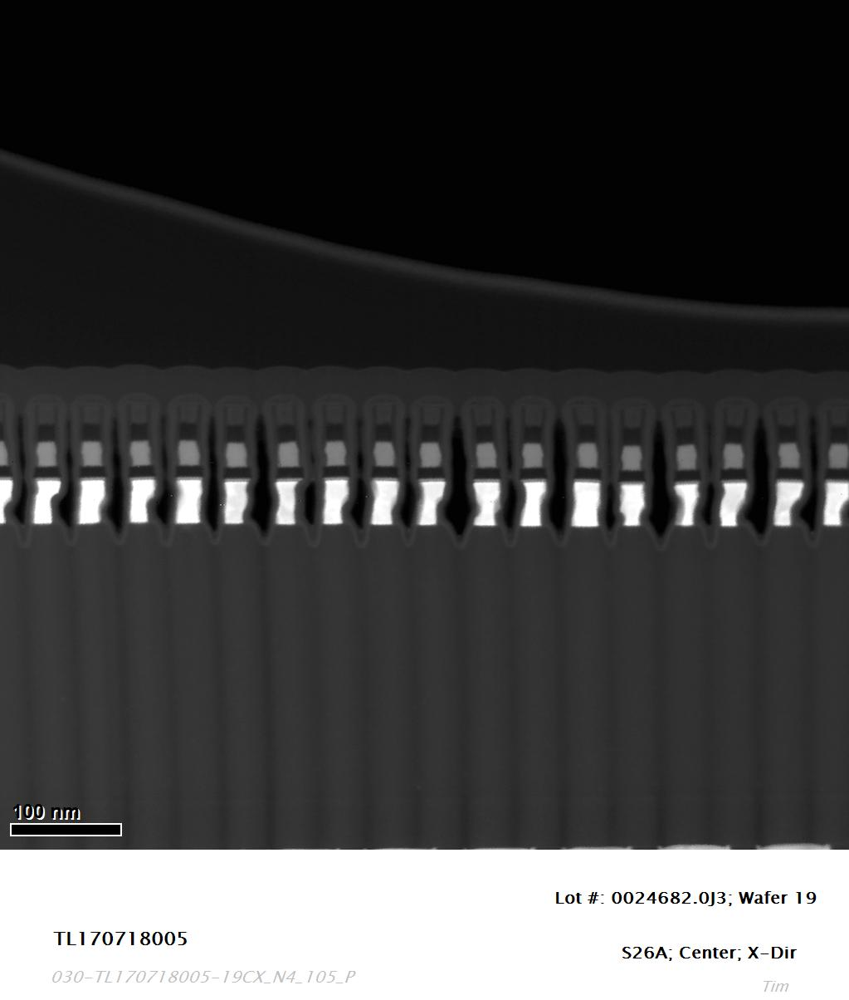 100 nm
Lot #: 0024682.0J3; Wafer 19
TL170718005
S26A; Center; X-Dir
030-TL170718005-19CX_N4_105_P
Tim